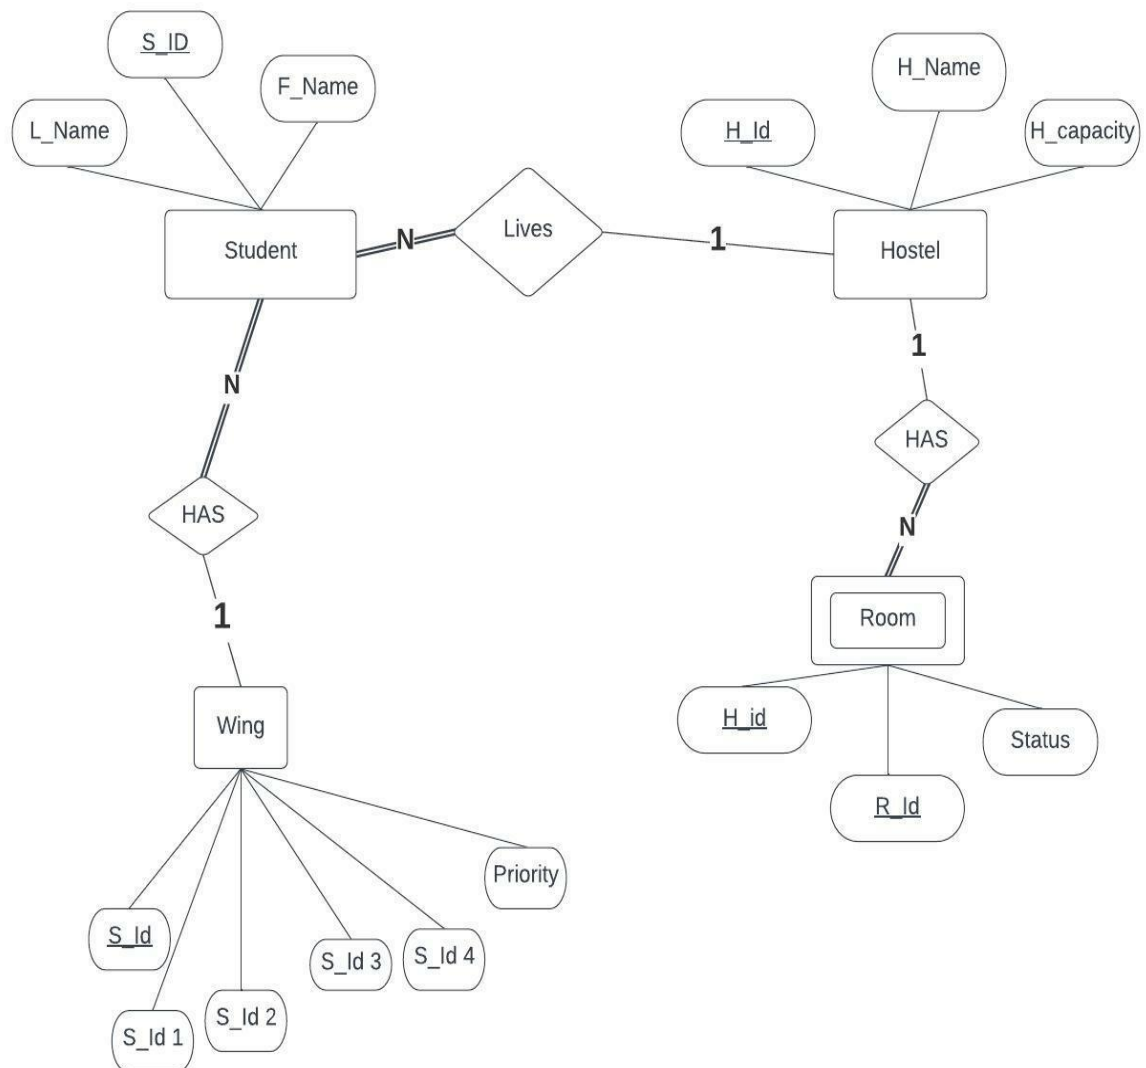 S_ID
F_Name
L_Name
H_Name
H_Id
H_capacity
Student
N
Lives
1
Hostel
N
HAS
1
Wing
S_Id
S_Id 1
S_Id 2
S_Id 3
S_Id 4
Priority
1
HAS
N
Room
H_id
R_Id
Status